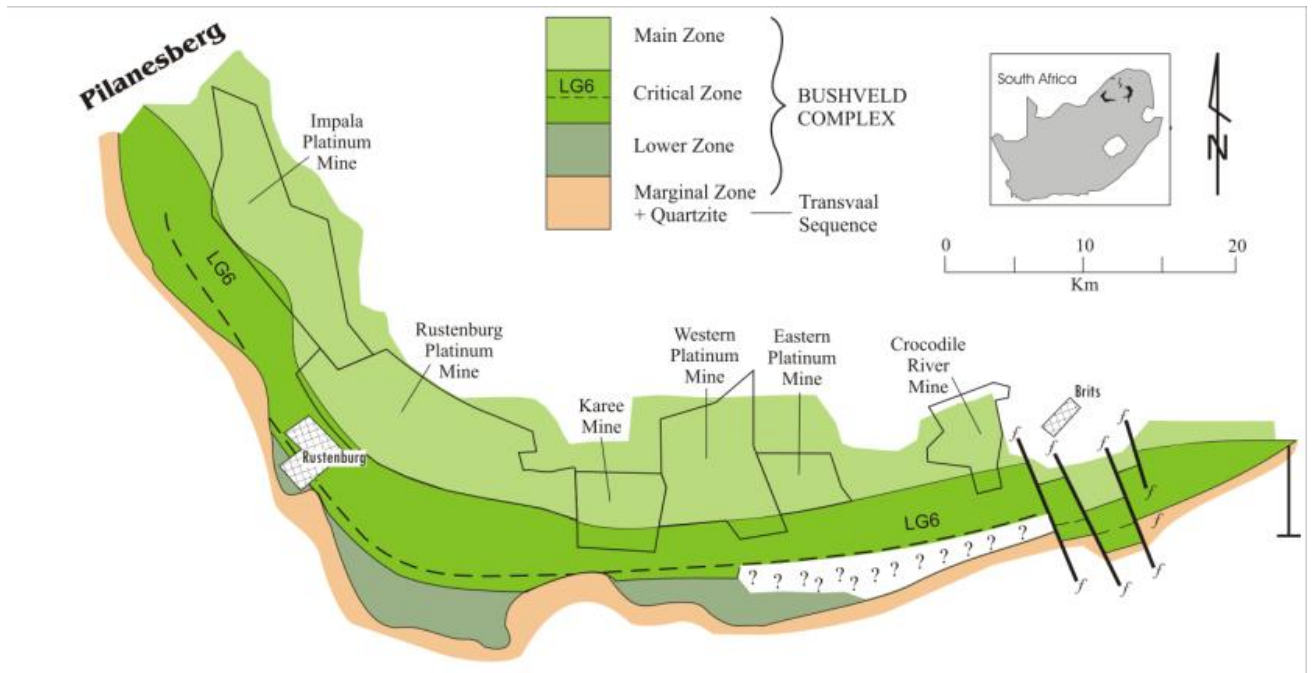 Pilanesberg
Impala
Platinum
Mine
LG6
Main Zone
LG6
Critical Zone
Lower Zone
Marginal Zone
+ Quartzite
BUSHVELD
COMPLEX
Transvaal
Sequence
South Africa
N
0 10 20
Km
LG6
Rustenburg
Platinum
Mine
Karee
Mine
Western
Platinum
Mine
Eastern
Platinum
Mine
Crocodile
River
Mine
Brits
Rustenburg
LG6
f f f f
? ? ? ? ? ? ? ? ? ? ? ? ? ?
f f f f